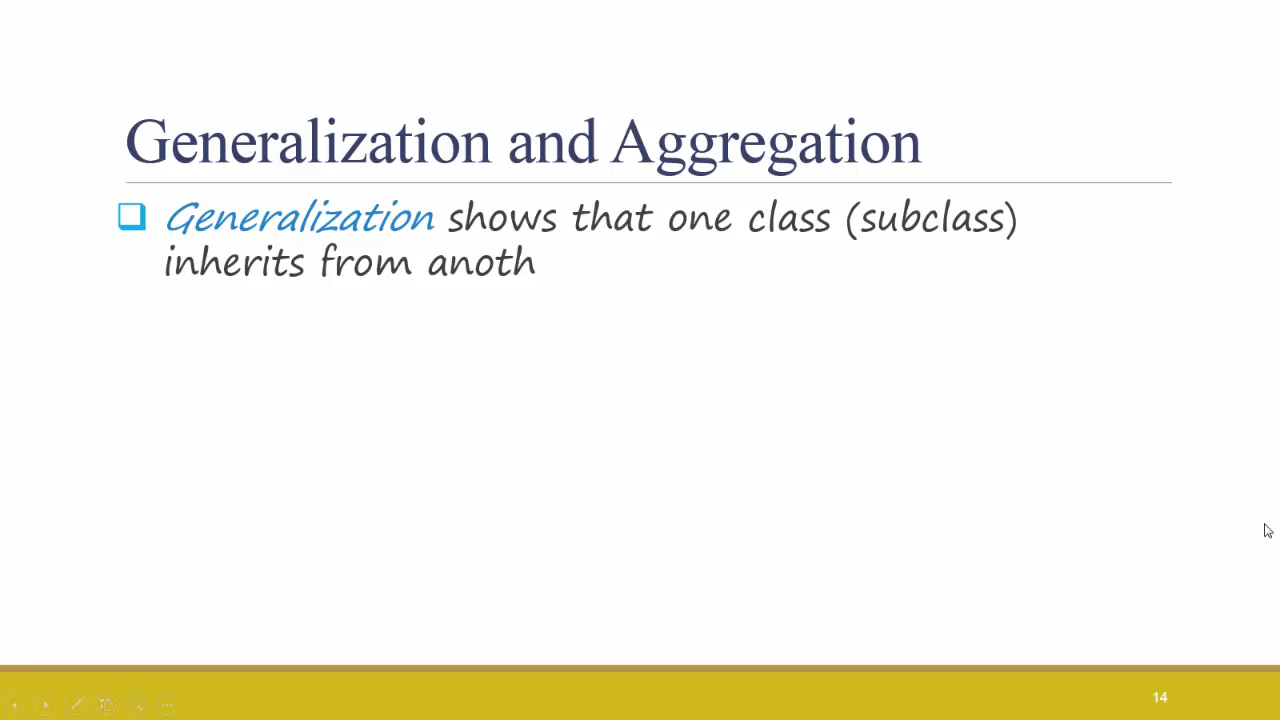 Generalization and Aggregation
Generalization shows that one class (subclass)
inherits from anoth
14